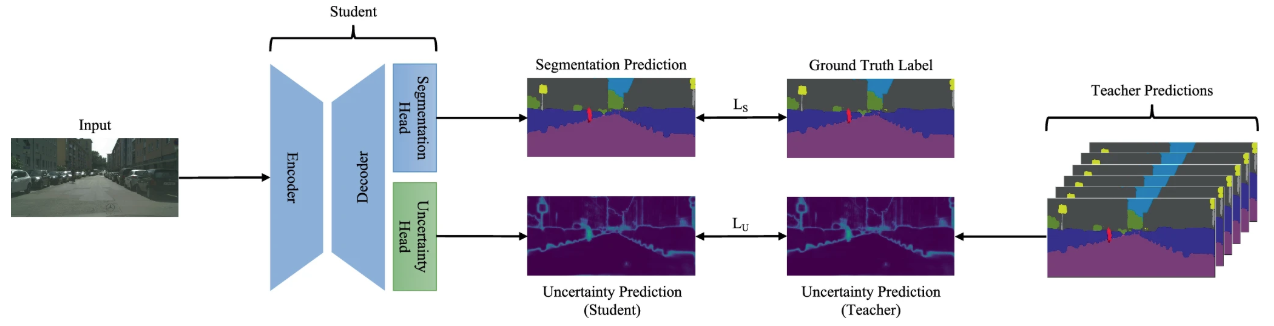 Student
Input
Encoder
Decoder
Segmentation
Head
Uncertainty
Head
Segmentation Prediction
L_S
Ground Truth Label
Teacher Predictions
L_U
Uncertainty Prediction
(Student)
Uncertainty Prediction
(Teacher)